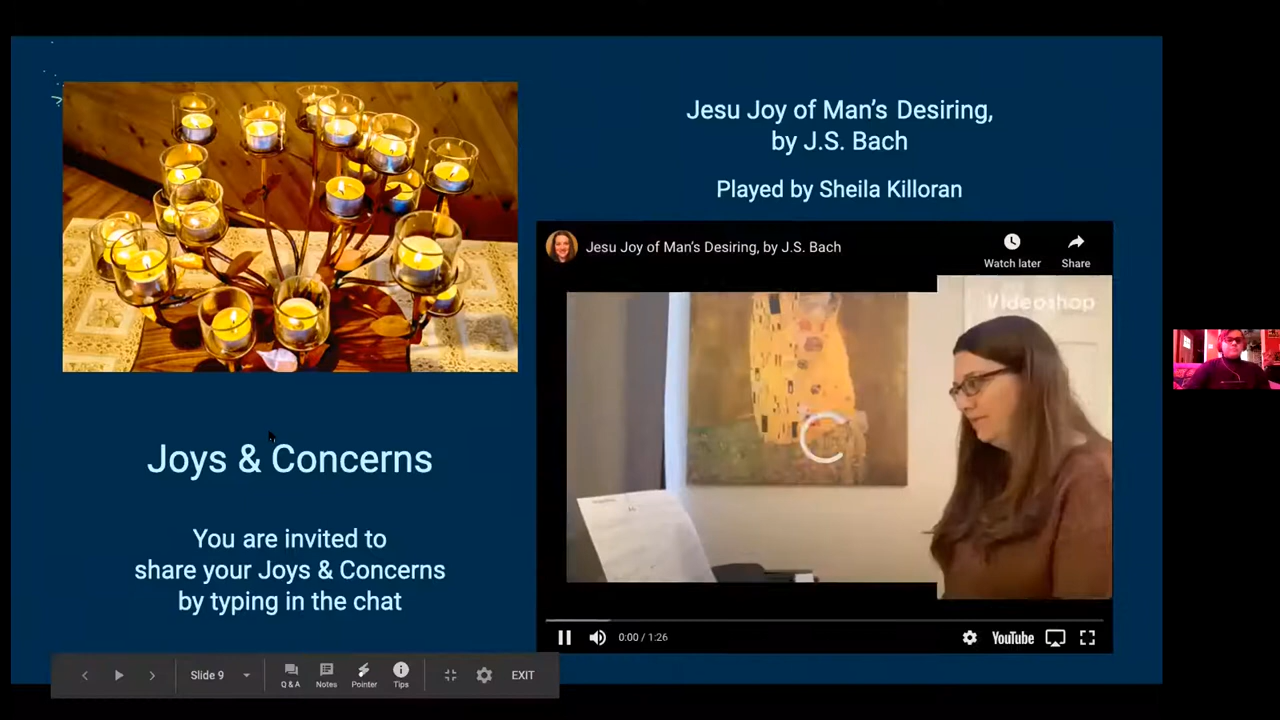 Jesu Joy of Man's Desiring,
by J.S. Bach
Played by Sheila Killoran
Jesu Joy of Man's Desiring, by J.S. Bach
Watch later
Share
Videoshop
0:00 / 1:26
YouTube
Joys & Concerns
You are invited to
share your Joys & Concerns
by typing in the chat
Slide 9
Q & A
Notes
Pointer
Tips
EXIT